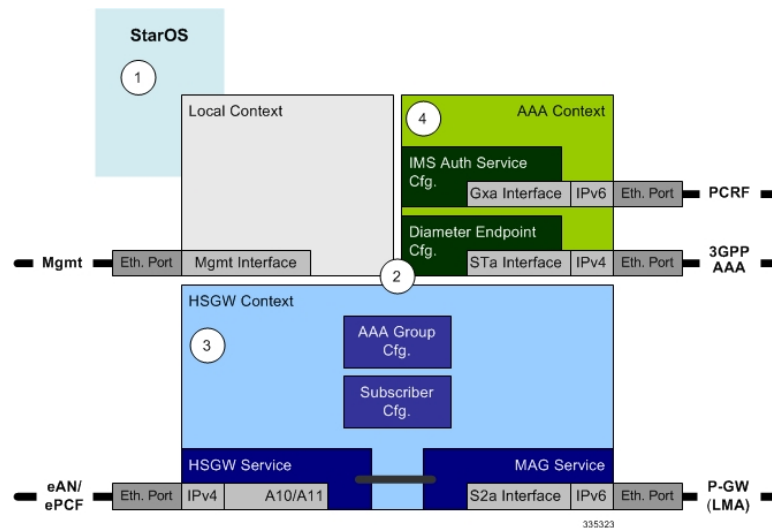 StarOS
1
Local Context
4
AAA Context
IMS Auth Service
Cfg.
Gxa Interface
IPv6
Eth. Port
PCRF
Diameter Endpoint
Cfg.
Mgmt
Eth. Port
Mgmt Interface
STa Interface
IPv4
Eth. Port
3GPP
AAA
2
HSGW Context
3
AAA Group
Cfg.
Subscriber
Cfg.
HSGW Service
MAG Service
eAN/
ePCF
Eth. Port
IPv4
A10/A11
S2a Interface
IPv6
Eth. Port
P-GW
(LMA)
335323